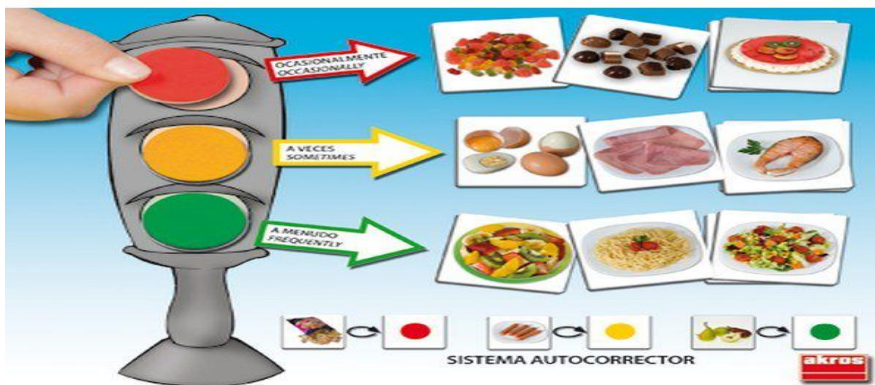 OCASIONALMENTE
OCCASIONALLY
A VECES
SOMETIMES
A MENUDO
FREQUENTLY
SISTEMA AUTOCORRECTOR
akros